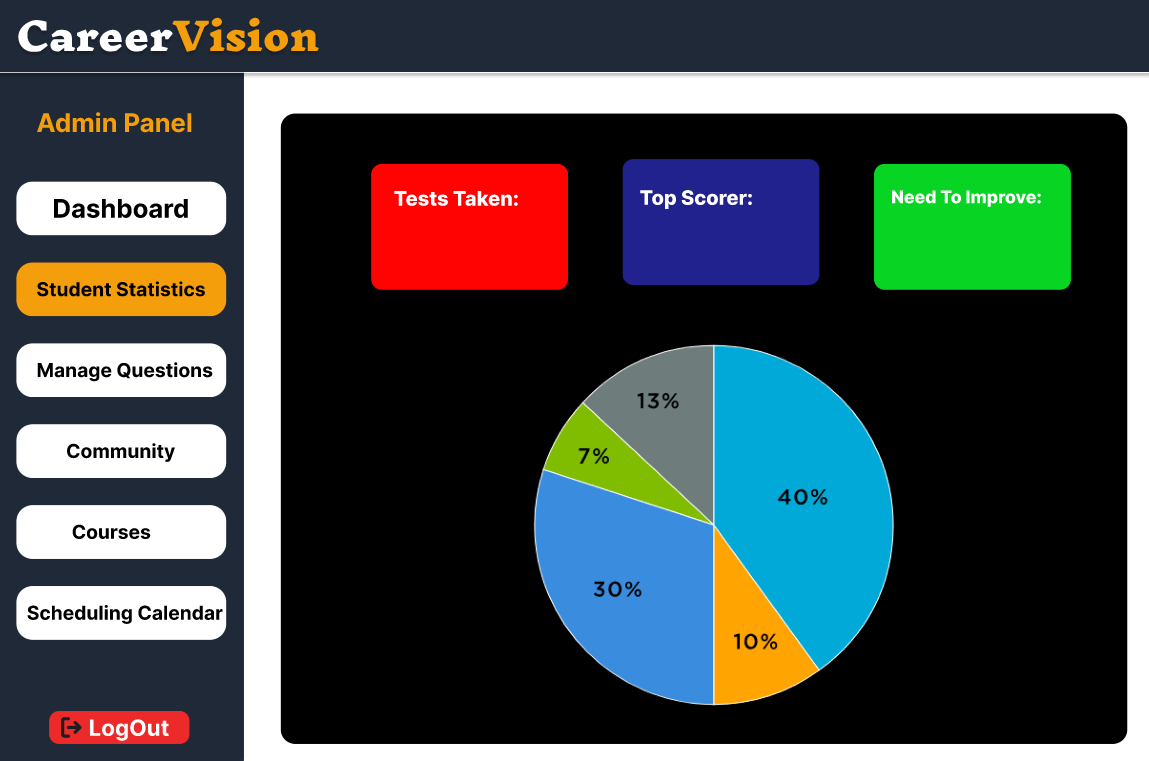 CareerVision
Admin Panel
Dashboard
Student Statistics
Manage Questions
Community
Courses
Scheduling Calendar
LogOut
Tests Taken:
Top Scorer:
Need To Improve:
13%
7%
40%
30%
10%